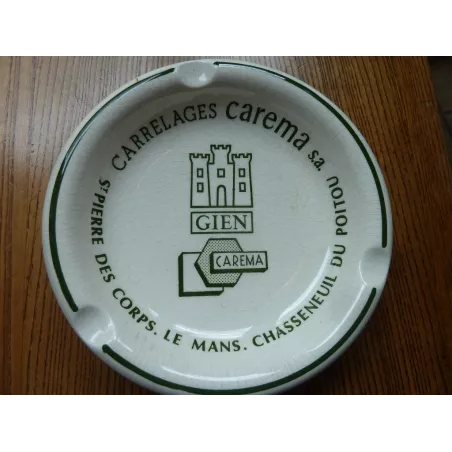 CARRELAGES carema s.a.
GIEN
CAREMA
St PIERRE DES CORPS. LE MANS. CHASSENEUIL DU POITOU